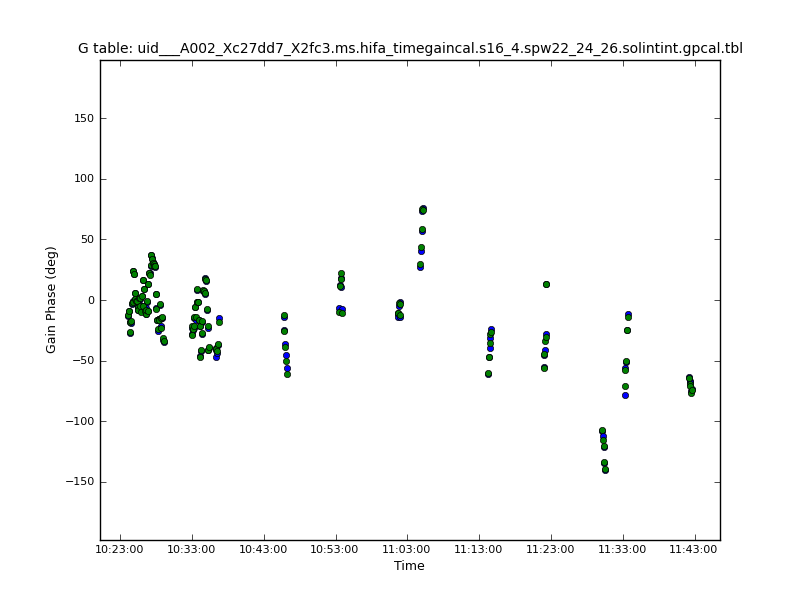 G table: uid___A002_Xc27dd7_X2fc3.ms.hifa_timegaincal.s16_4.spw22_24_26.solintint.gpcal.tbl
150
100
50
0
−50
−100
−150
Gain Phase (deg)
10:23:00 10:33:00 10:43:00 10:53:00 11:03:00 11:13:00 11:23:00 11:33:00 11:43:00
Time